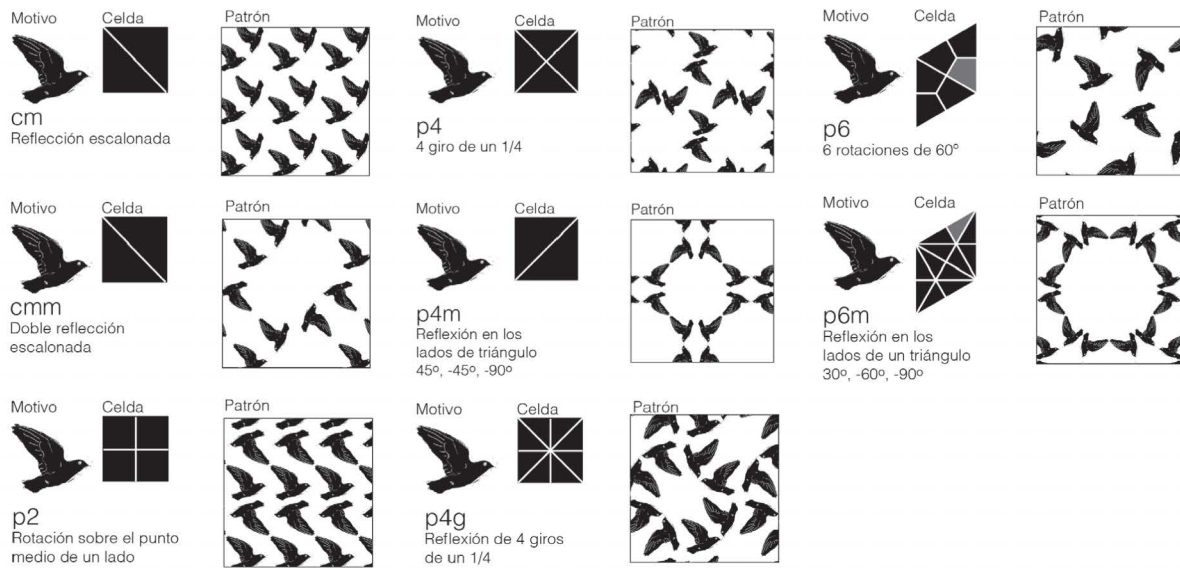 Motivo Celda Patrón
cm
Reflección escalonada
Motivo Celda Patrón
p4
4 giro de un 1/4
Motivo Celda Patrón
p6
6 rotaciones de 60º
Motivo Celda Patrón
cmm
Doble reflección
escalonada
Motivo Celda Patrón
p4m
Reflexión en los
lados de triángulo
45º, -45º, -90º
Motivo Celda Patrón
p6m
Reflexión en los
lados de un triángulo
30º, -60º, -90º
Motivo Celda Patrón
p2
Rotación sobre el punto
medio de un lado
Motivo Celda Patrón
p4g
Reflexión de 4 giros
de un 1/4